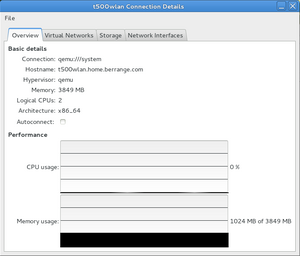 t500wlan Connection Details
File
Overview Virtual Networks Storage Network Interfaces
Basic details
Connection: qemu:///system
Hostname: t500wlan.home.berrange.com
Hypervisor: qemu
Memory: 3849 MB
Logical CPUs: 2
Architecture: x86_64
Autoconnect:
Performance
CPU usage: 0 %
Memory usage: 1024 MB of 3849 MB